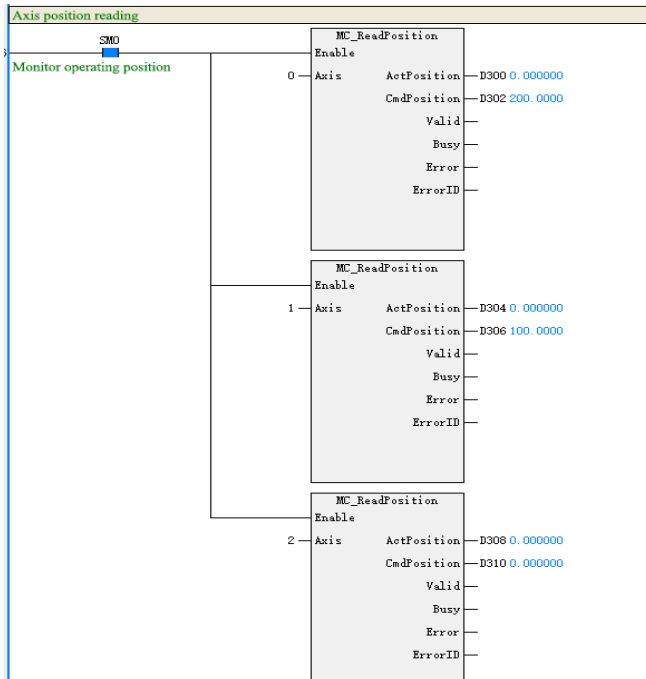 Axis position reading
SM0
Monitor operating position
MC_ReadPosition
Enable
0 Axis ActPosition D300 0.000000
CmdPosition D302 200.0000
Valid
Busy
Error
ErrorID
MC_ReadPosition
Enable
1 Axis ActPosition D304 0.000000
CmdPosition D306 100.0000
Valid
Busy
Error
ErrorID
MC_ReadPosition
Enable
2 Axis ActPosition D308 0.000000
CmdPosition D310 0.000000
Valid
Busy
Error
ErrorID